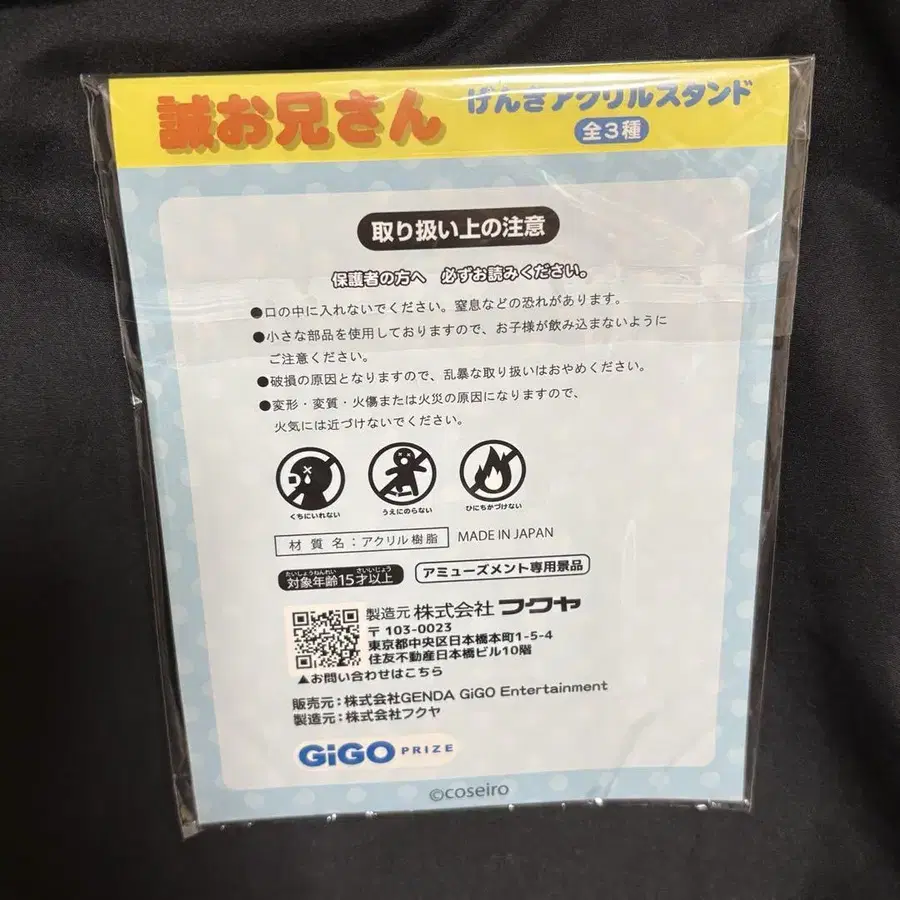 誠お兄さん
げんきアクリルスタンド
全3種
取り扱い上の注意
保護者の方へ 必ずお読みください。
●口の中に入れないでください。窒息などの恐れがあります。
●小さな部品を使用しておりますので、お子様が飲み込まないように
ご注意ください。
●破損の原因となりますので、乱暴な取り扱いはおやめください。
●変形・変質・火傷または火災の原因になりますので、
火気には近づけないでください。
くちにいれない うえにのらない ひにちかづけない
材質名:アクリル樹脂 MADE IN JAPAN
たいしょうねんれい さいいじょう
対象年齢15才以上 アミューズメント専用景品
製造元 株式会社 フクヤ
〒103-0023
東京都中央区日本橋本町1-5-4
住友不動産日本橋ビル10階
▲お問い合わせはこちら
販売元:株式会社GENDA GiGO Entertainment
製造元:株式会社フクヤ
GiGO PRIZE
©coseiro